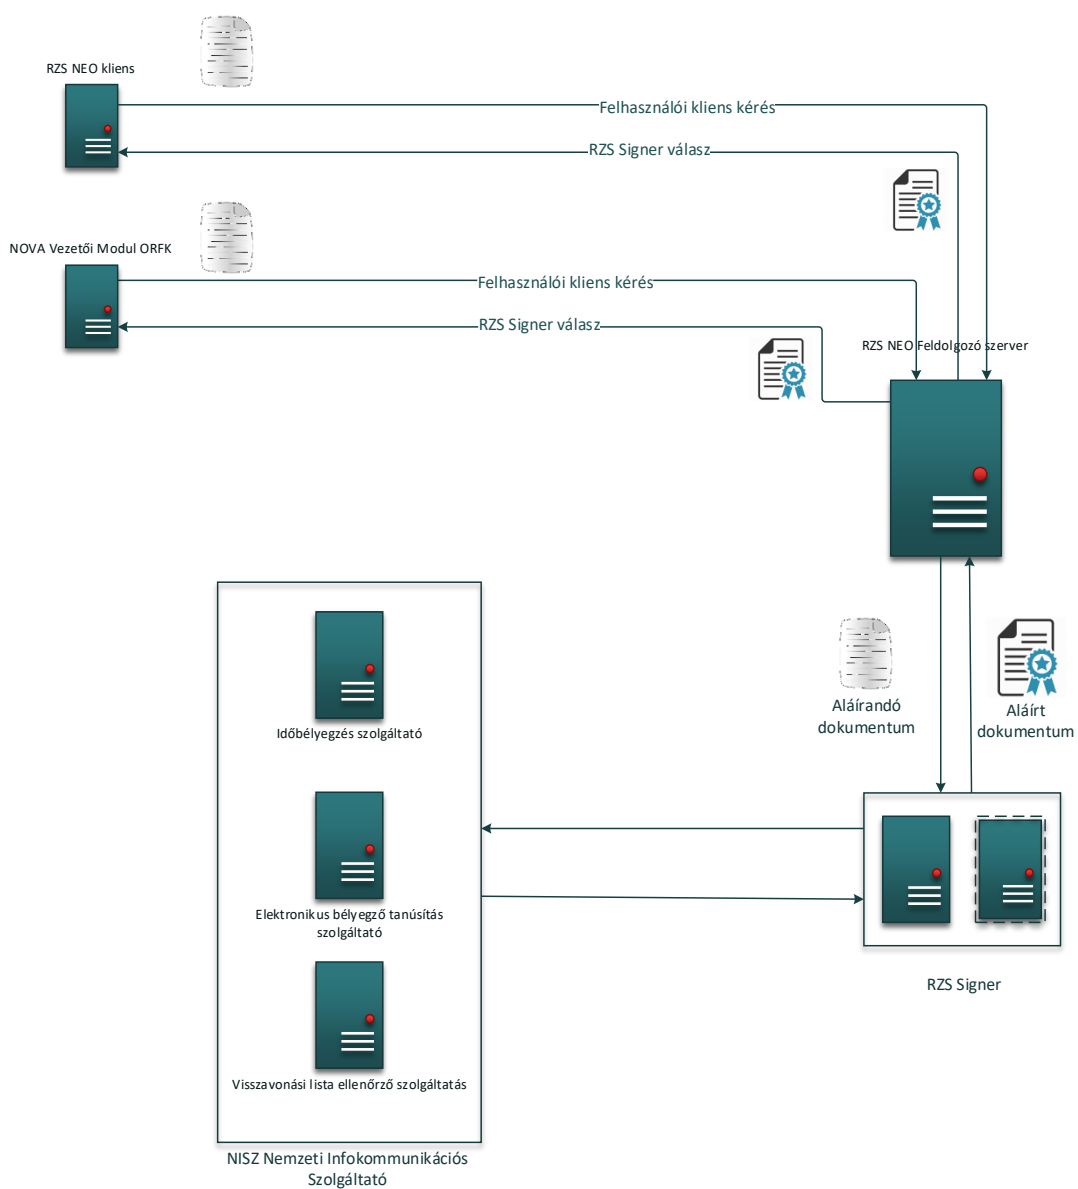 RZS NEO kliens
Felhasználói kliens kérés
RZS Signer válasz
NOVA Vezetői Modul ORFK
Felhasználói kliens kérés
RZS Signer válasz
RZS NEO Feldolgozó szerver
Aláírandó
dokumentum
Aláírt
dokumentum
Időbélyegzés szolgáltató
Elektronikus bélyegző tanúsítás
szolgáltató
Visszavonási lista ellenőrző szolgáltatás
RZS Signer
NISZ Nemzeti Infokommunikációs
Szolgáltató